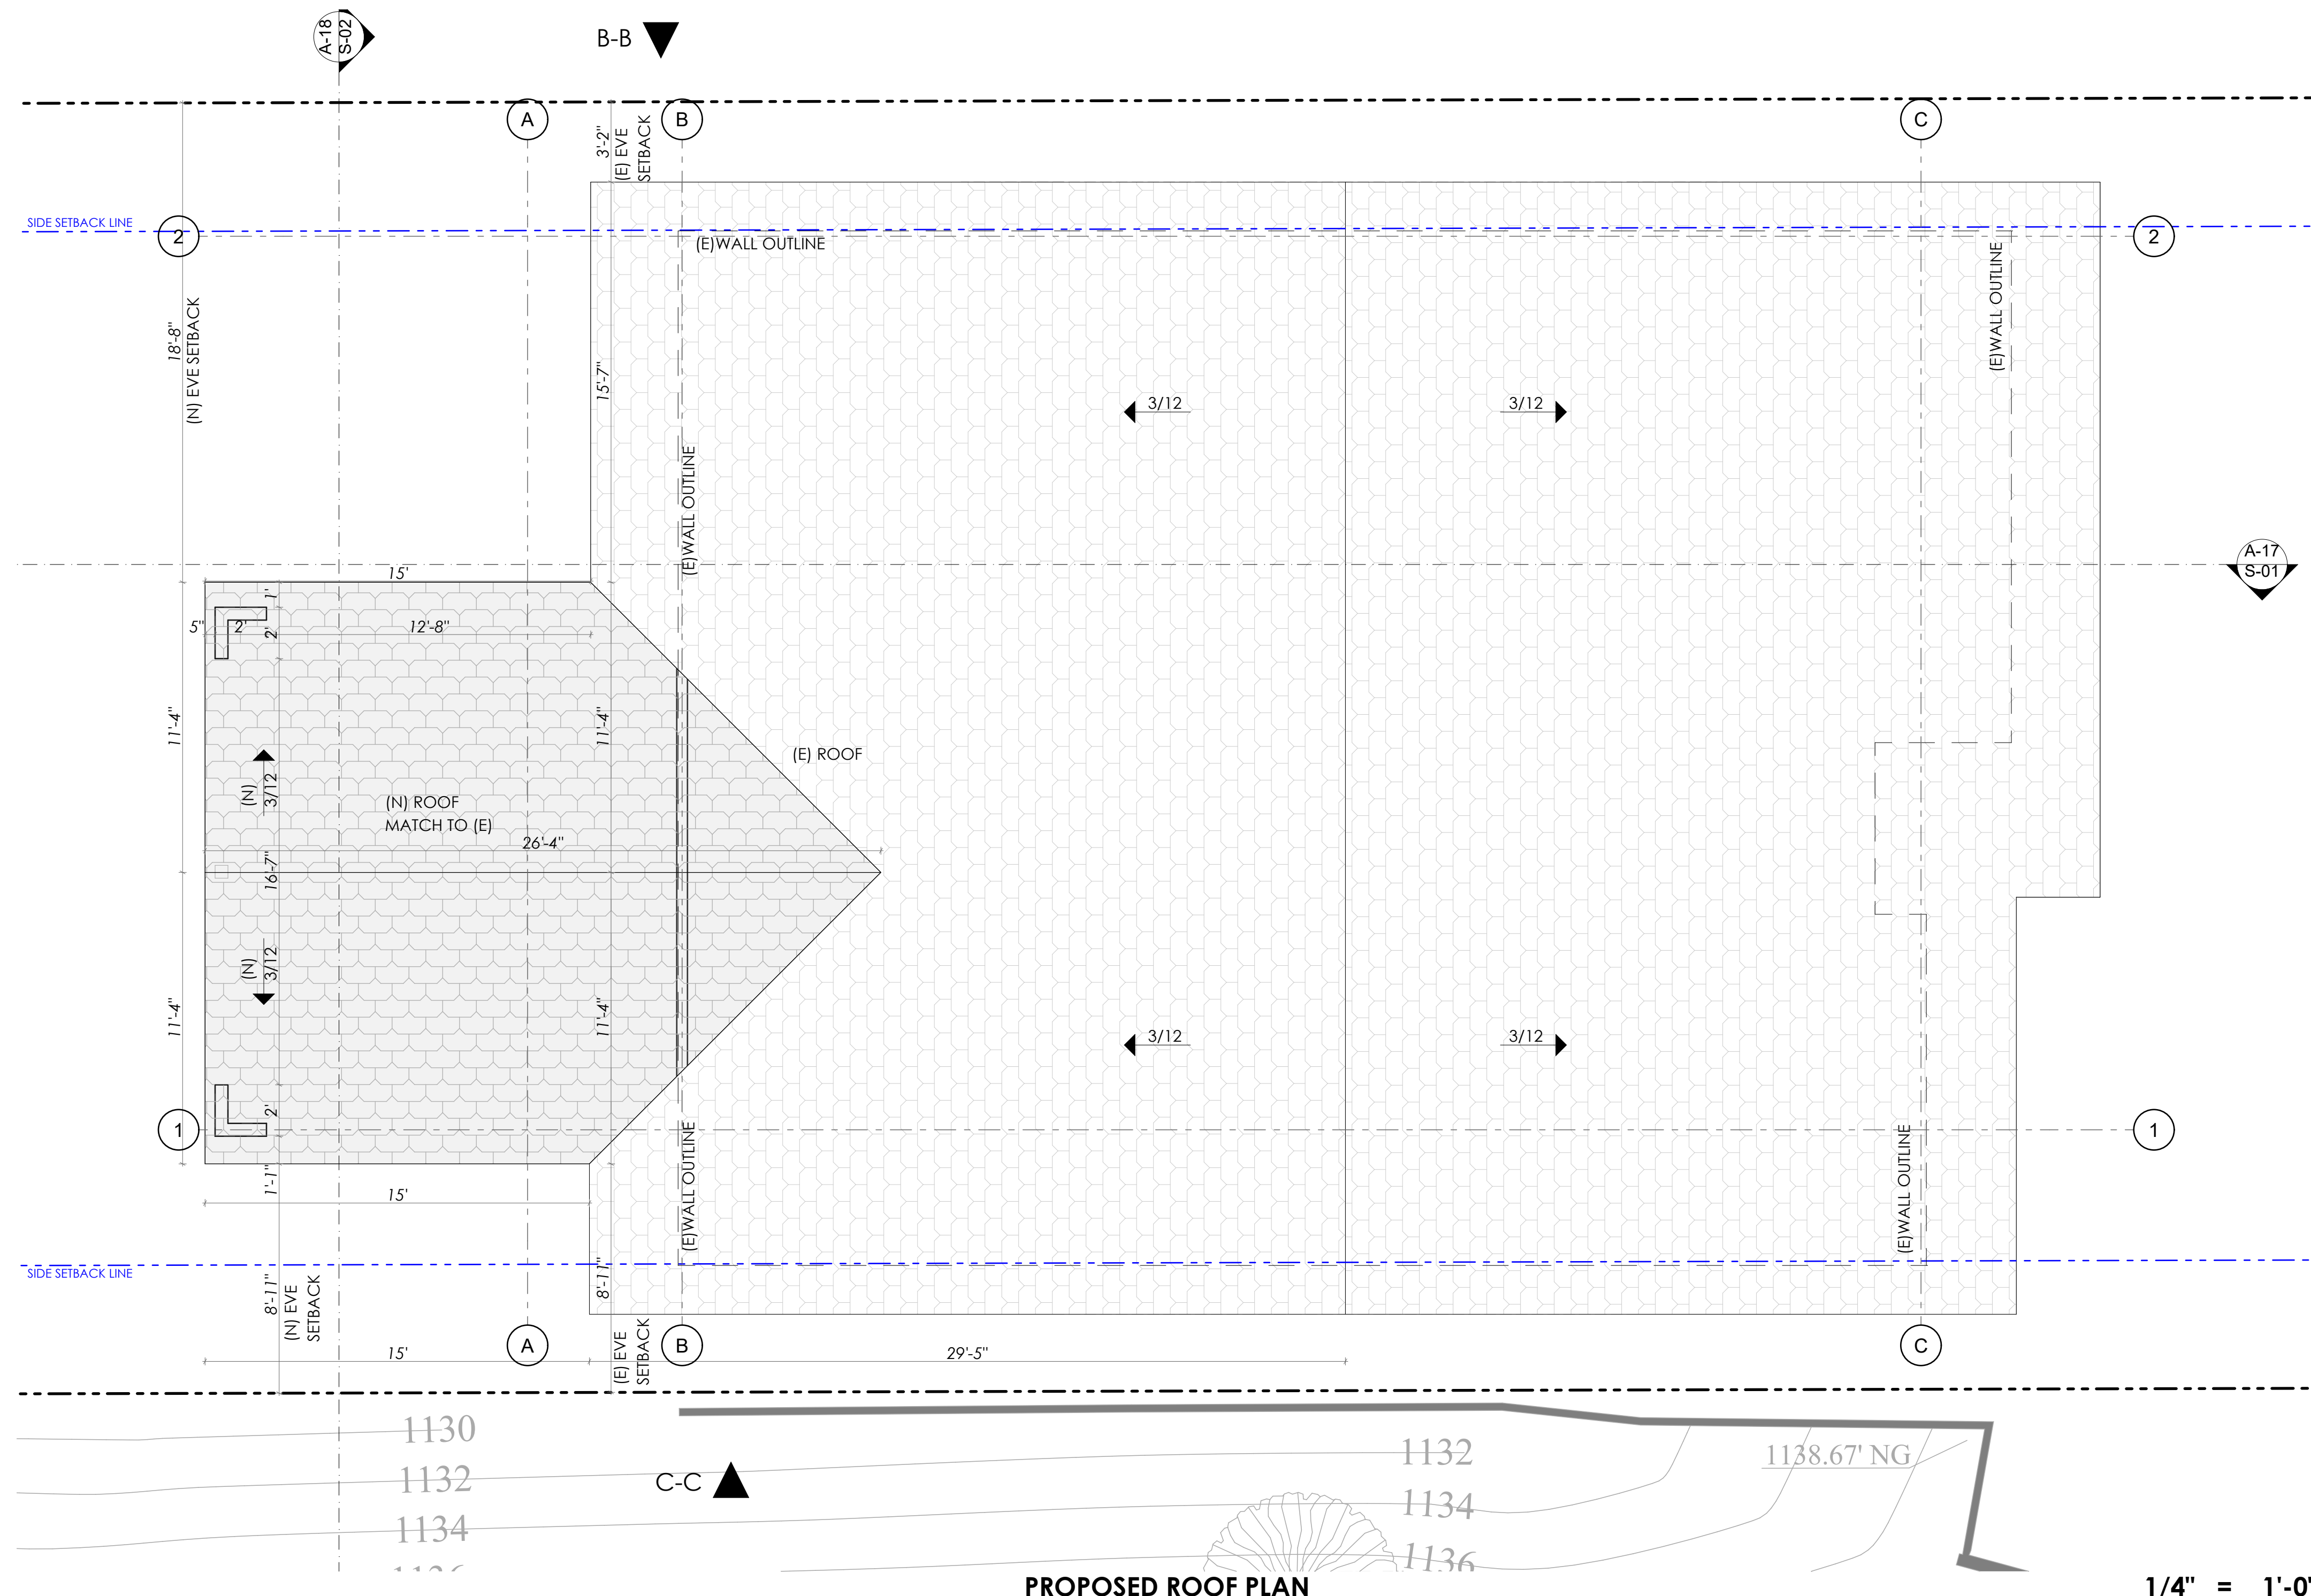 A-18
S-02
B-B
A
B
C
3'-2"
(E) EVE
SETBACK
SIDE SETBACK LINE
2
(E)WALL OUTLINE
2
(E)WALL OUTLINE
18'-8"
(N) EVE SETBACK
15'-7"
3/12
3/12
(E)WALL OUTLINE
A-17
S-01
15'
1'
5"
2'
2'
12'-8"
11'-4"
11'-4"
(E) ROOF
(N)
3/12
(N) ROOF
MATCH TO (E)
26'-4"
16'-7"
(N)
3/12
11'-4"
11'-4"
3/12
3/12
2'
1
1
(E)WALL OUTLINE
(E)WALL OUTLINE
1'-1"
15'
SIDE SETBACK LINE
8'-11"
(N) EVE
SETBACK
8'-11"
(E) EVE
SETBACK
15'
A
B
29'-5"
C
1130
1132
1138.67' NG
1132
C-C
1134
1134
1136
PROPOSED ROOF PLAN
1/4" = 1'-0"